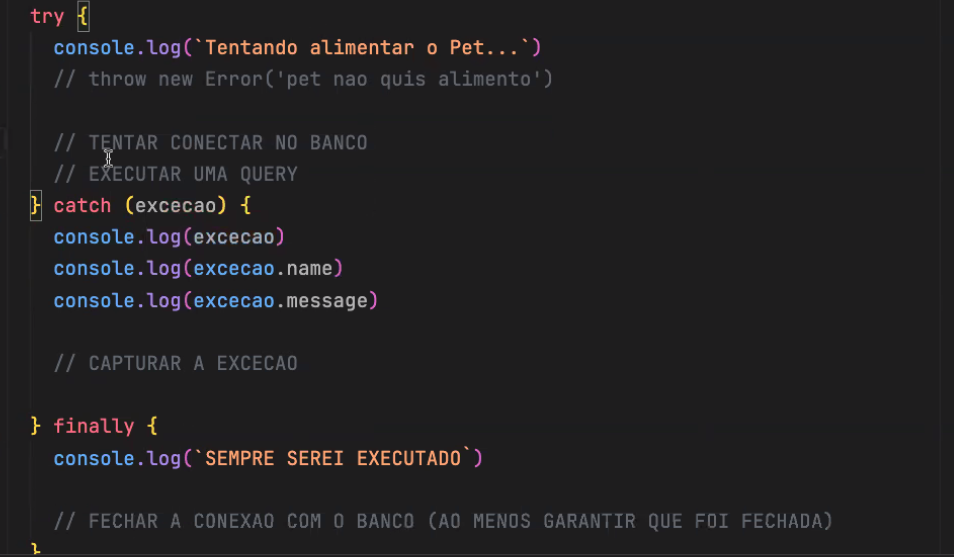 try {
console.log(`Tentando alimentar o Pet...`)
// throw new Error('pet nao quis alimento')
// TENTAR CONECTAR NO BANCO
// EXECUTAR UMA QUERY
} catch (excecao) {
console.log(excecao)
console.log(excecao.name)
console.log(excecao.message)
// CAPTURAR A EXCECAO
} finally {
console.log(`SEMPRE SEREI EXECUTADO`)
// FECHAR A CONEXAO COM O BANCO (AO MENOS GARANTIR QUE FOI FECHADA)
}